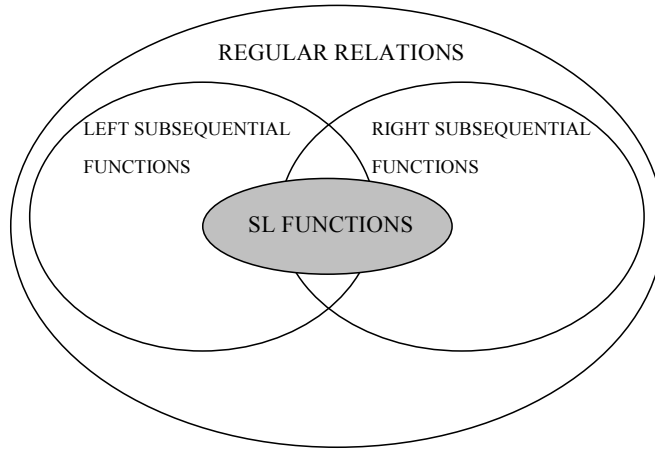 REGULAR RELATIONS
LEFT SUBSEQUENTIAL
FUNCTIONS
RIGHT SUBSEQUENTIAL
FUNCTIONS
SL FUNCTIONS